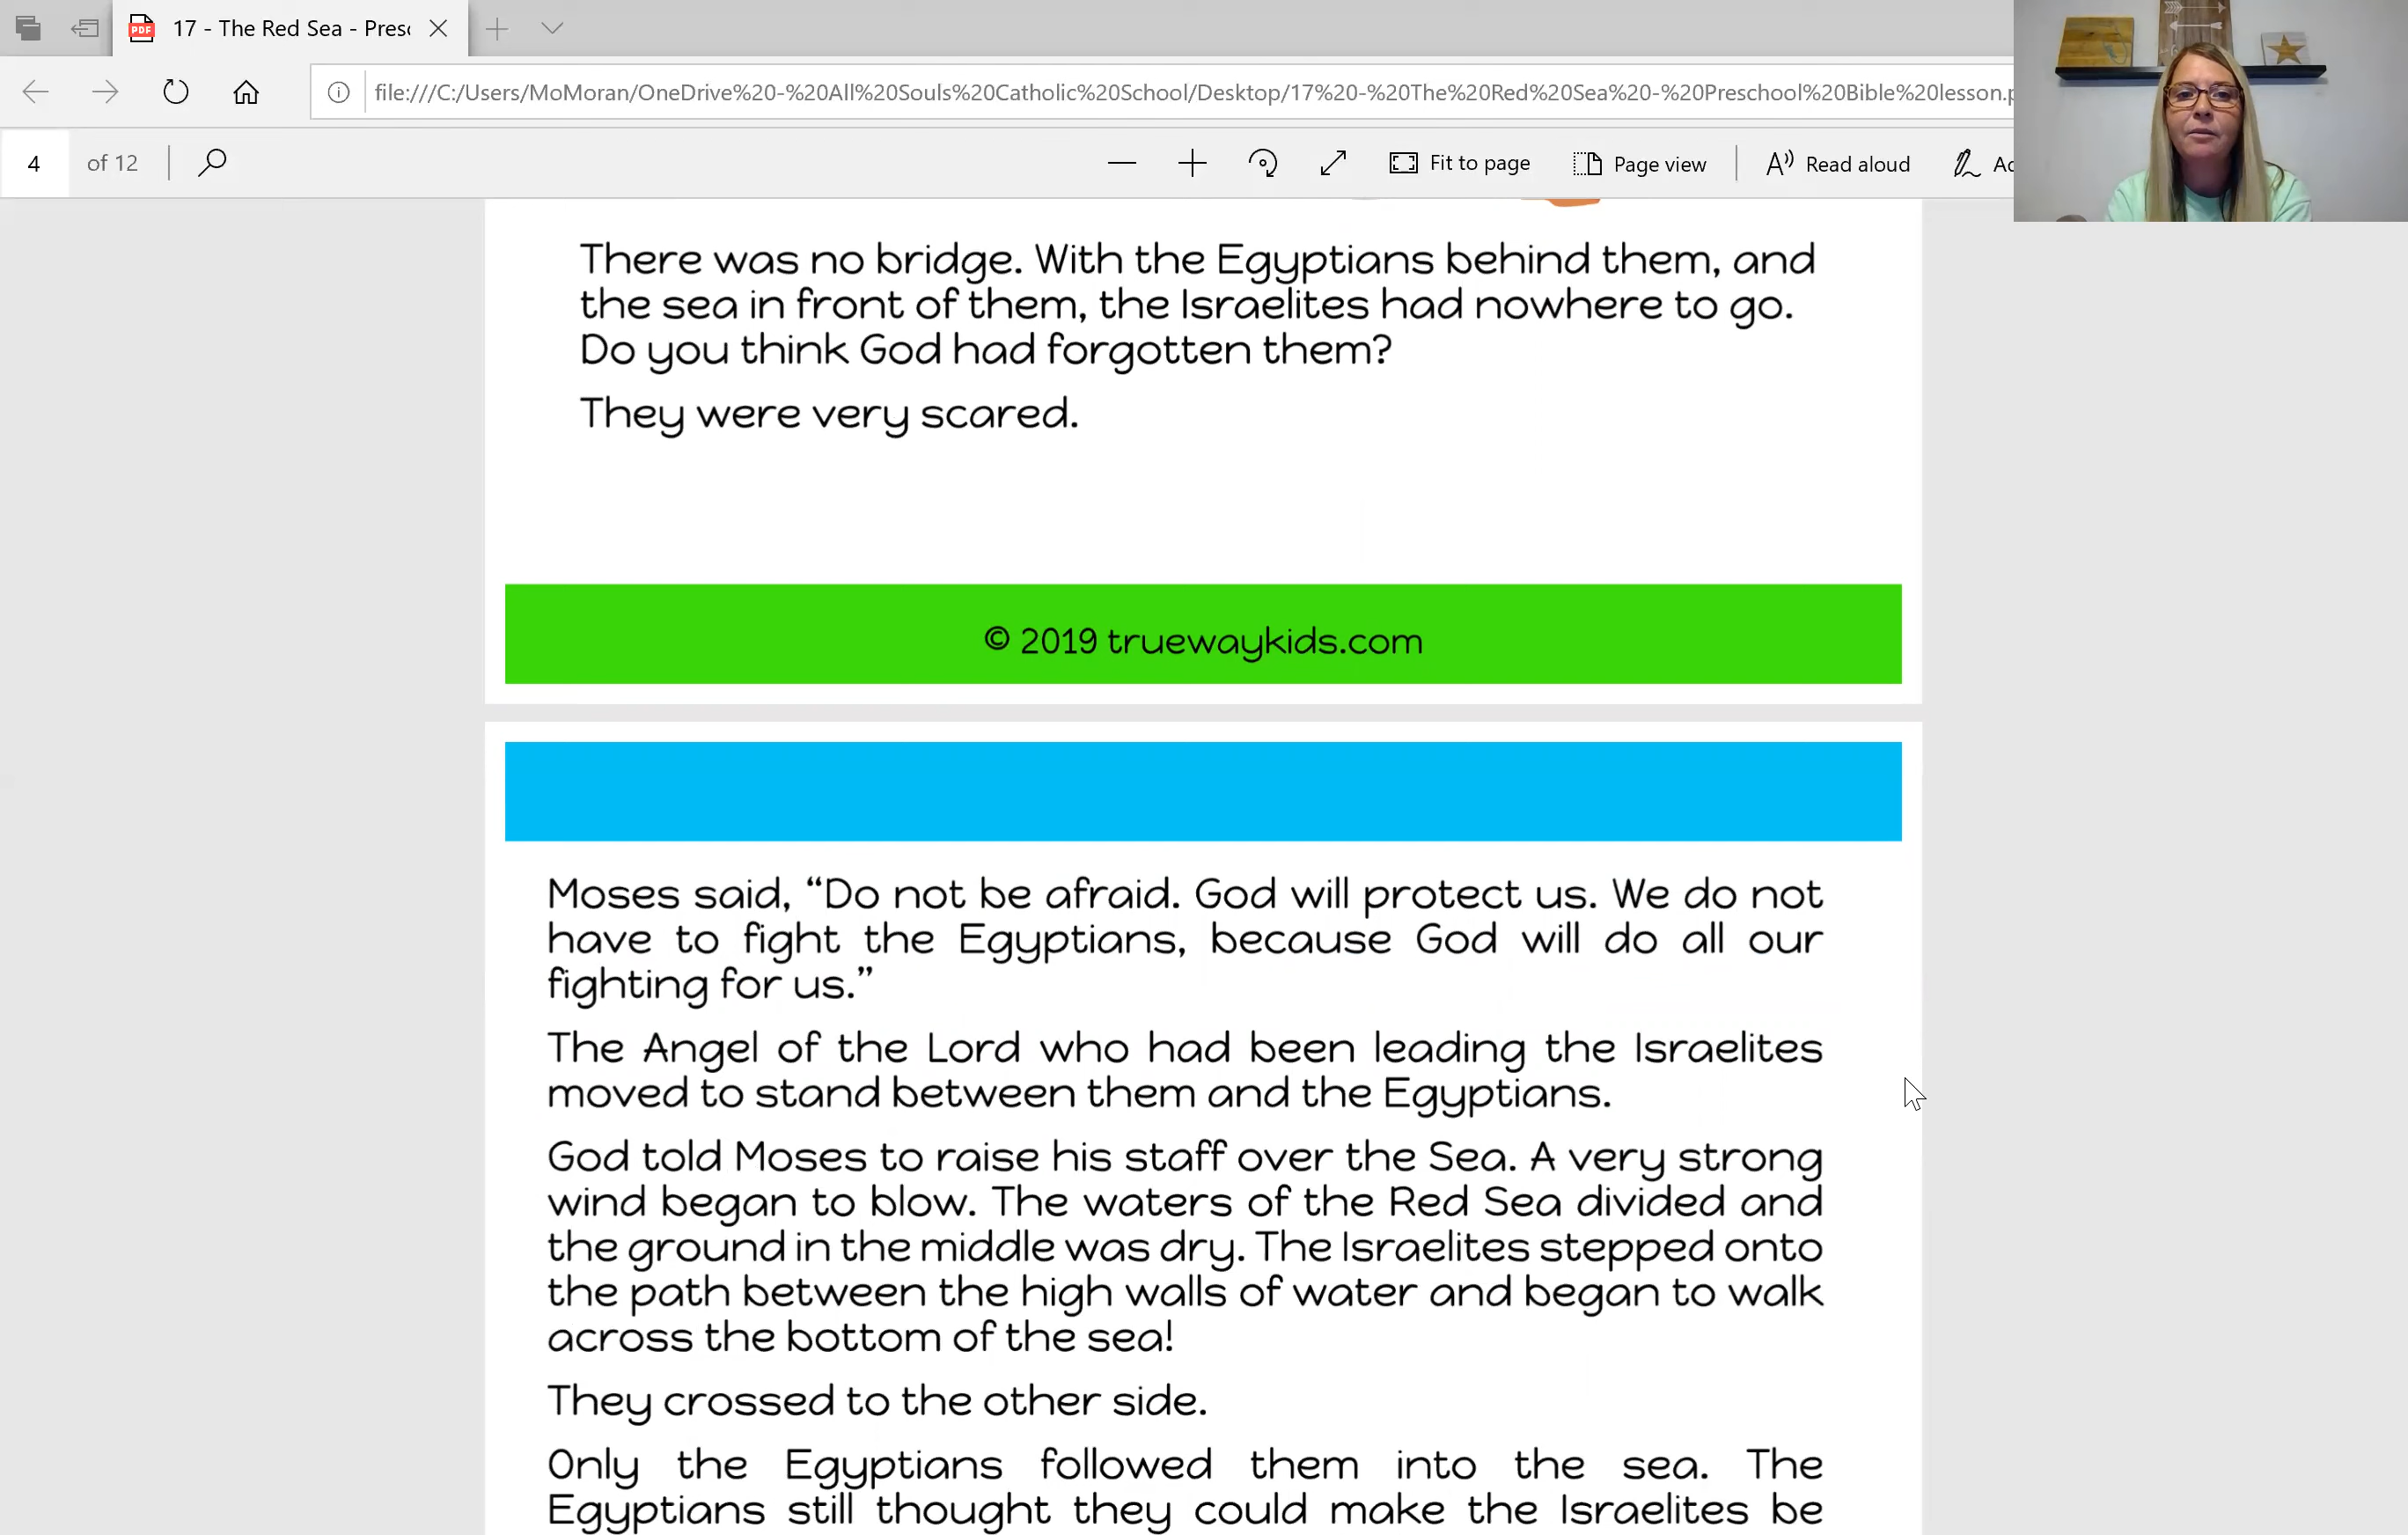 17 - The Red Sea - Presc
file:///C:/Users/MoMoran/OneDrive%20-%20All%20Souls%20Catholic%20School/Desktop/17%20-%20The%20Red%20Sea%20-%20Preschool%20Bible%20lesson.p
4 of 12 Fit to page Page view Read aloud Ad
There was no bridge. With the Egyptians behind them, and
the sea in front of them, the Israelites had nowhere to go.
Do you think God had forgotten them?
They were very scared.
© 2019 truewaykids.com
Moses said, “Do not be afraid. God will protect us. We do not
have to fight the Egyptians, because God will do all our
fighting for us.”
The Angel of the Lord who had been leading the Israelites
moved to stand between them and the Egyptians.
God told Moses to raise his staff over the Sea. A very strong
wind began to blow. The waters of the Red Sea divided and
the ground in the middle was dry. The Israelites stepped onto
the path between the high walls of water and began to walk
across the bottom of the sea!
They crossed to the other side.
Only the Egyptians followed them into the sea. The
Egyptians still thought they could make the Israelites be